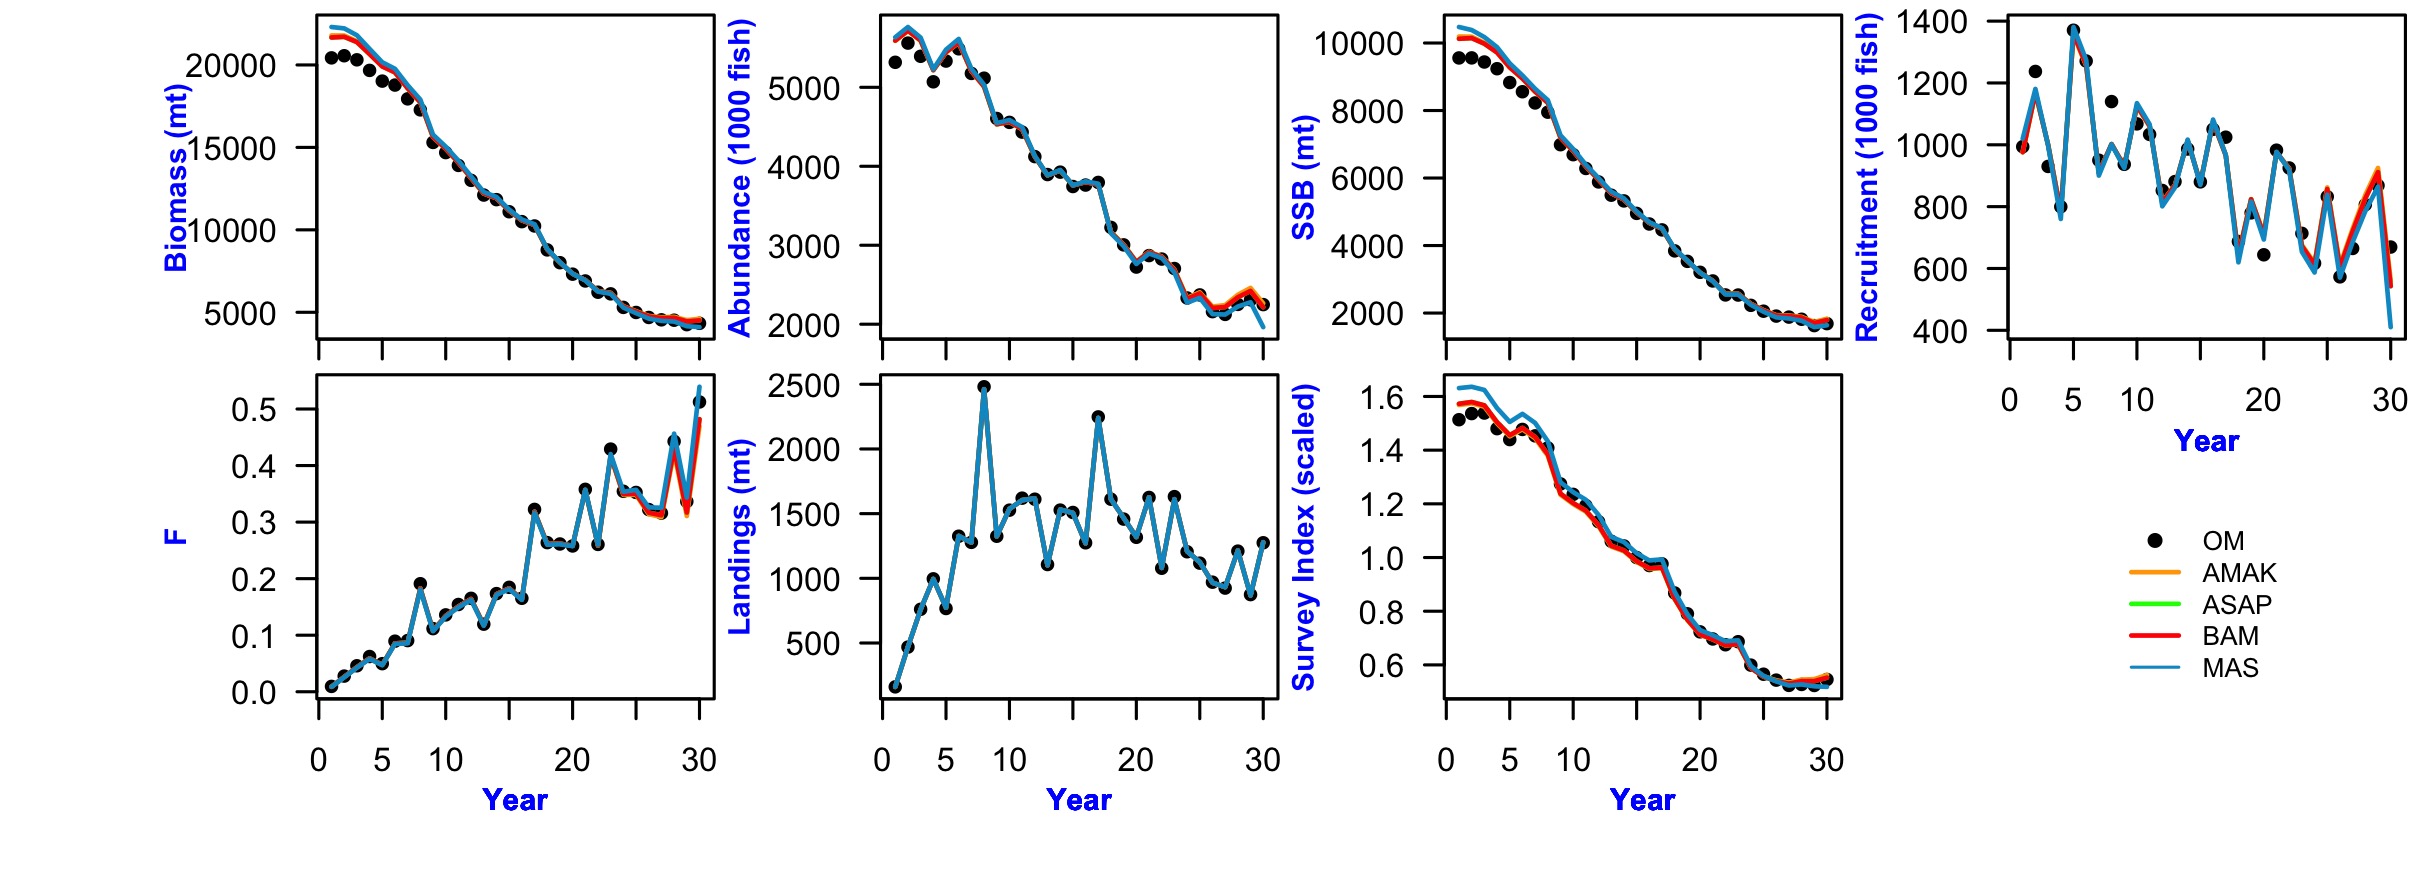 Biomass (mt)
20000
15000
10000
5000
Abundance (1000 fish)
5000
4000
3000
2000
SSB (mt)
10000
8000
6000
4000
2000
Recruitment (1000 fish)
1400
1200
1000
800
600
400
0 5 10 20 30
Year
F
0.5
0.4
0.3
0.2
0.1
0.0
0 5 10 20 30
Year
Landings (mt)
2500
2000
1500
1000
500
0 5 10 20 30
Year
Survey Index (scaled)
1.6
1.4
1.2
1.0
0.8
0.6
0 5 10 20 30
Year
OM
AMAK
ASAP
BAM
MAS